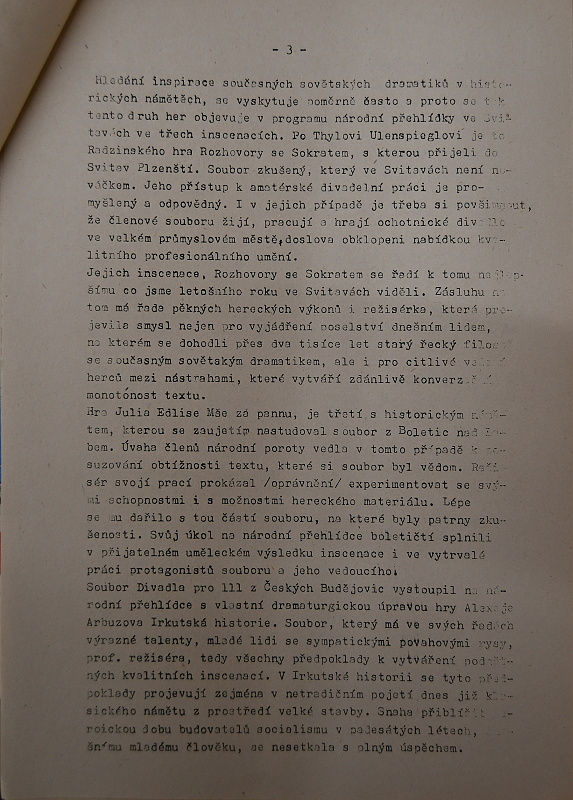 - 3 -
Hledání inspirace současných sovětských dramatiků v histo-
rických námětech, se vyskytuje poměrně často a proto se tak
tento druh her objevuje v programu národní přehlídky ve Svi-
tavách ve třech inscenacích. Po Thylovi Ulenspieglovi je to
Radzinského hra Rozhovory se Sokratem, s kterou přijeli do
Svitav Plzenští. Soubor zkušený, který ve Svitavách není no-
váčkem. Jeho přístup k amatérské divadelní práci je pro-
myšlený a odpovědný. I v jejich případě je třeba si povšimnout,
že členové souboru žijí, pracují a hrají ochotnické divadlo
ve velkém průmyslovém městě,doslova obklopeni nabídkou kva-
litního profesionálního umění.
Jejich inscenace, Rozhovory se Sokratem se řadí k tomu nejlep-
šímu co jsme letošního roku ve Svitavách viděli. Zásluhu na
tom má řada pěkných hereckých výkonů i režisérka, která pro-
jevila smysl nejen pro vyjádření poselství dnešním lidem,
na kterém se dohodli přes dva tisíce let starý řecký filosof
se současným sovětským dramatikem, ale i pro citlivé vedení
herců mezi nástrahami, které vytváří zdánlivě konverzační
monotónost textu.
Hra Julia Edlise Mše za pannu, je třetí s historickým námě-
tem, kterou se zaujetím nastudoval soubor z Boletic nad La-
bem. Úvaha členů národní poroty vedla v tomto případě k po-
suzování obtížnosti textu, které si soubor byl vědom. Reži-
sér svojí prací prokázal /oprávnění/ experimentovat se svý-
mi schopnostmi i s možnostmi hereckého materiálu. Lépe
se mu dařilo s tou částí souboru, na které byly patrny zku-
šenosti. Svůj úkol na národní přehlídce boletičtí splnili
v přijatelném uměleckém výsledku inscenace i ve vytrvalé
práci protagonistů souboru a jeho vedoucího.
Soubor Divadla pro 111 z Českých Budějovic vystoupil na ná-
rodní přehlídce s vlastní dramaturgickou úpravou hry Alexeje
Arbuzova Irkutská historie. Soubor, který má ve svých řadách
výrazné talenty, mladé lidi se sympatickými povahovými rysy,
prof. režiséra, tedy všechny předpoklady k vytváření podnět-
ných kvalitních inscenací. V Irkutské historii se tyto před-
poklady projevují zejména v netradičním pojetí dnes již kla-
sického námětu z prostředí velké stavby. Snaha přiblížit
roickou dobu budovatelů socialismu v padesátých létech,
šnímu mladému člověku, se nesetkala s plným úspěchem.